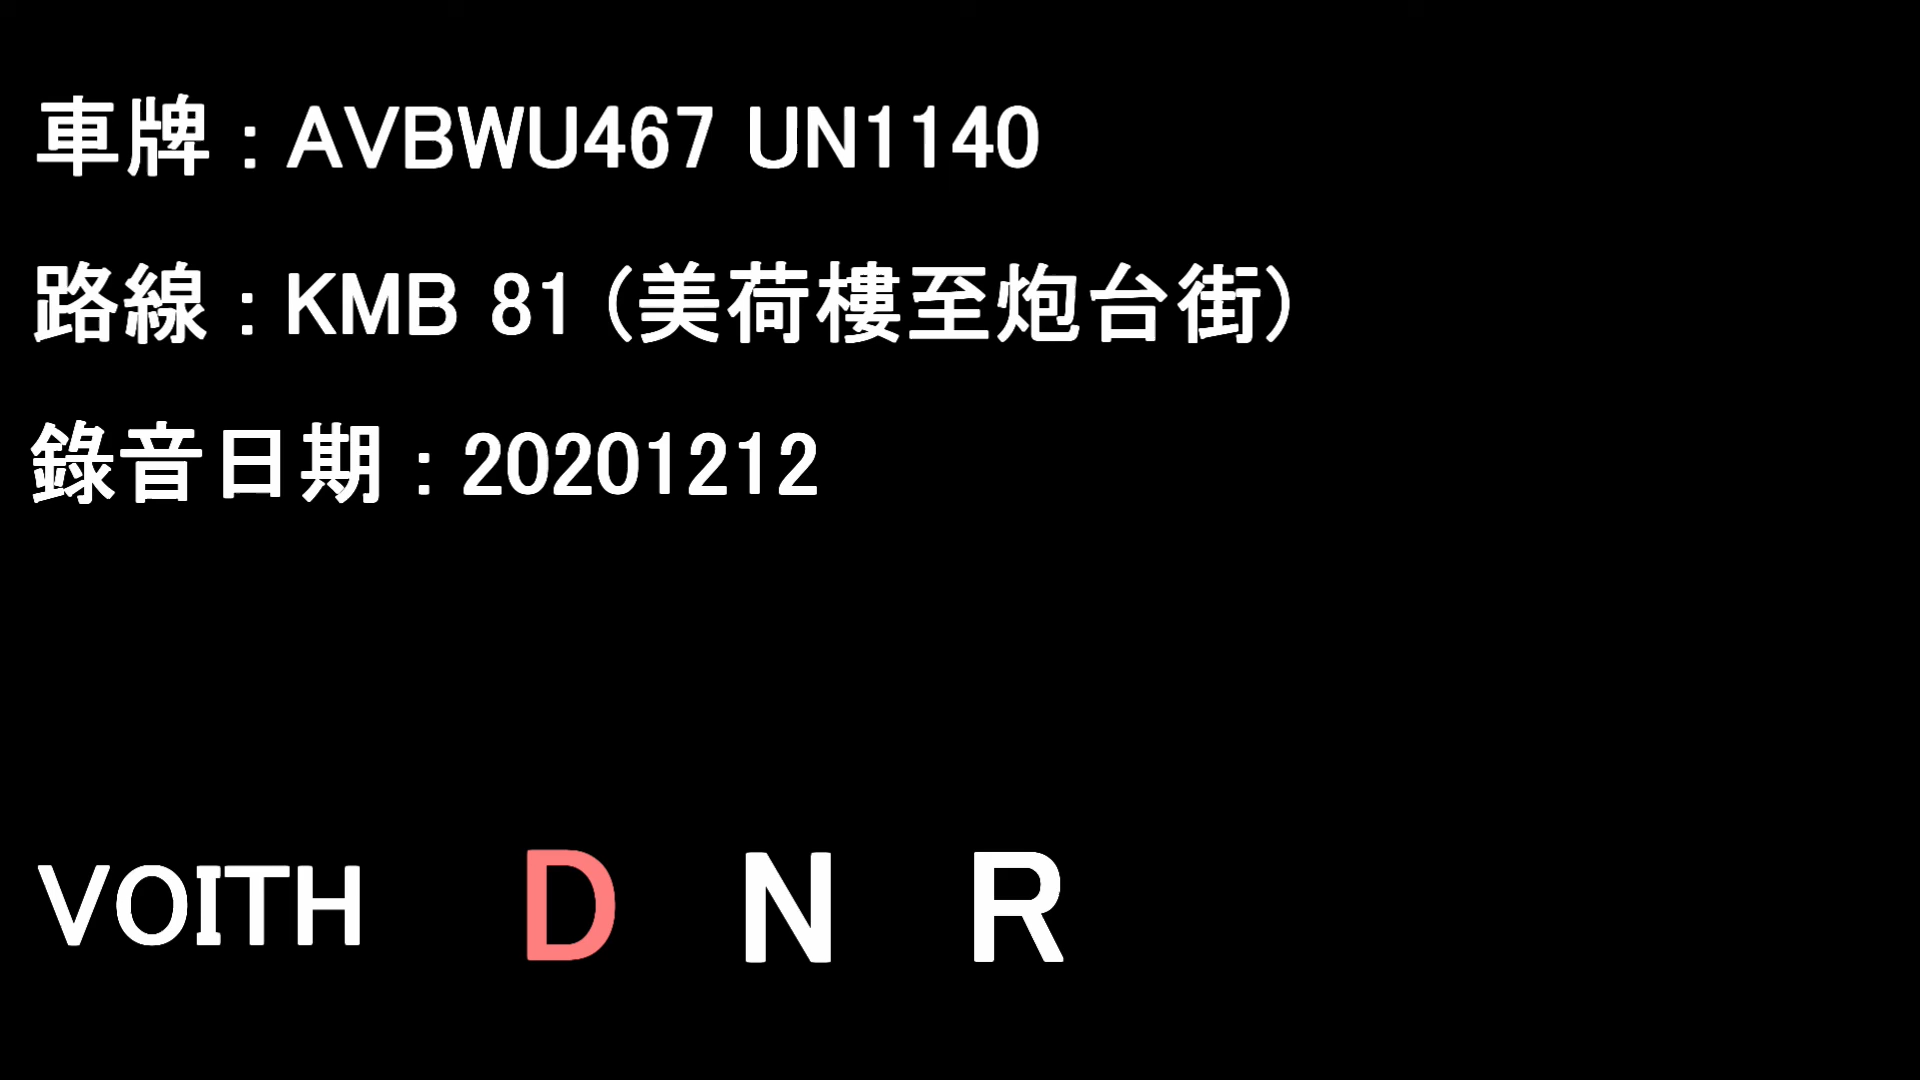 車牌 : AVBWU467 UN1140
路線 : KMB 81 (美荷樓至炮台街)
錄音日期 : 20201212
VOITH D N R